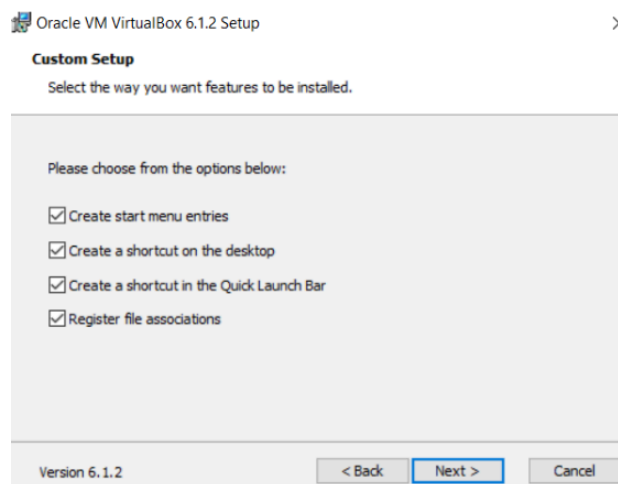 Oracle VM VirtualBox 6.1.2 Setup
Custom Setup
Select the way you want features to be installed.
Please choose from the options below:
Create start menu entries
Create a shortcut on the desktop
Create a shortcut in the Quick Launch Bar
Register file associations
Version 6.1.2
< Back
Next >
Cancel